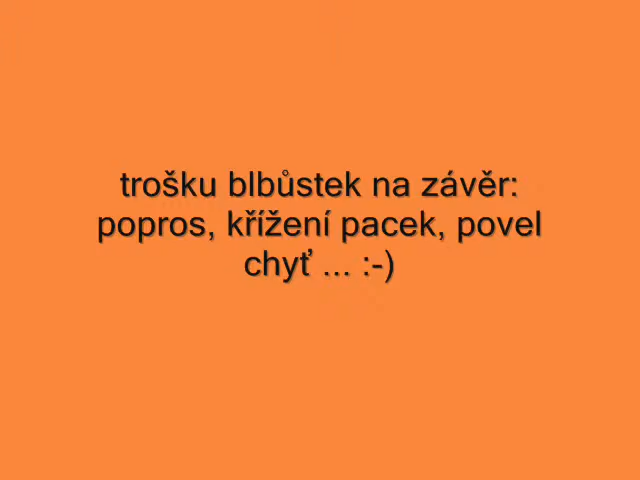 trošku blbůstek na závěr:
popros, křížení pacek, povel
chyť ... :-)